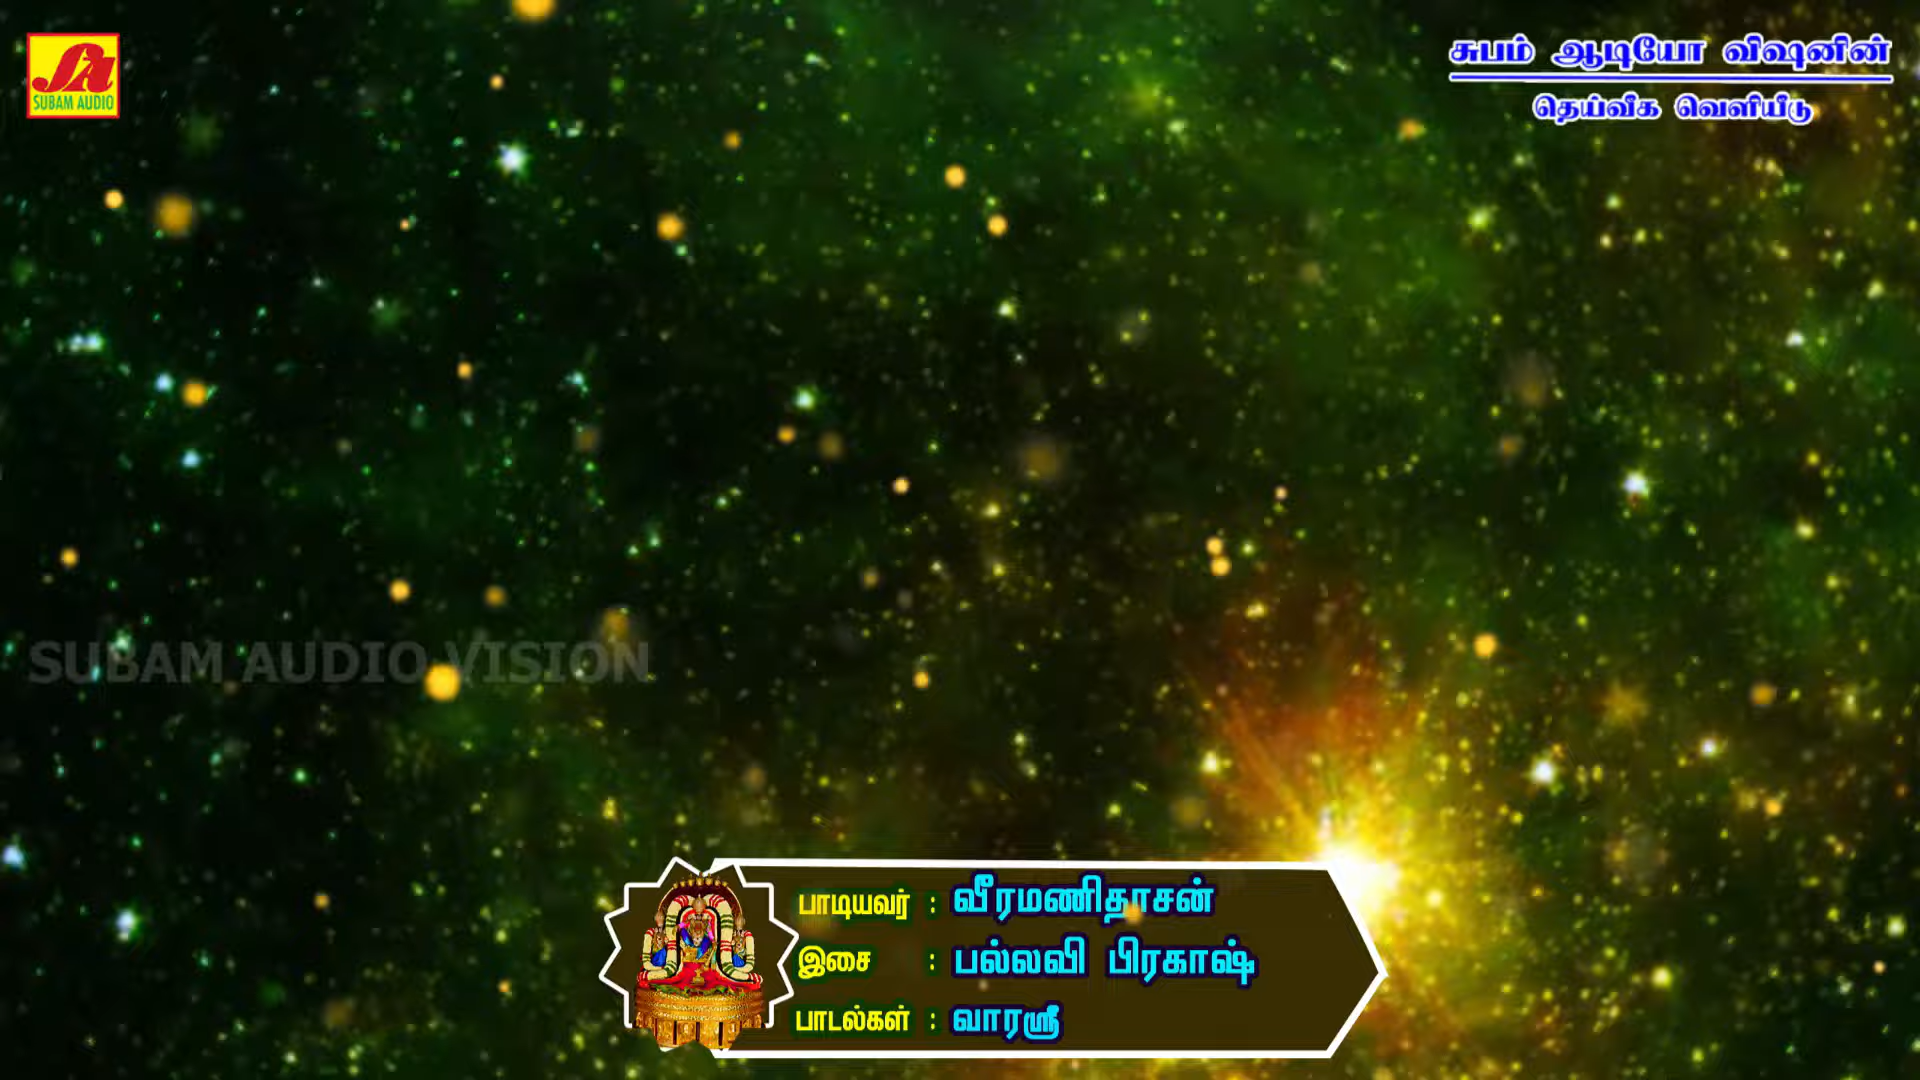 SUBAM AUDIO
சுபம் ஆடியோ விஷனின்
தெய்வீக வெளியீடு
SUBAM AUDIO VISION
பாடியவர் : வீரமணிதாசன்
இசை : பல்லவி பிரகாஷ்
பாடல்கள் : வாரஸ்ரீ